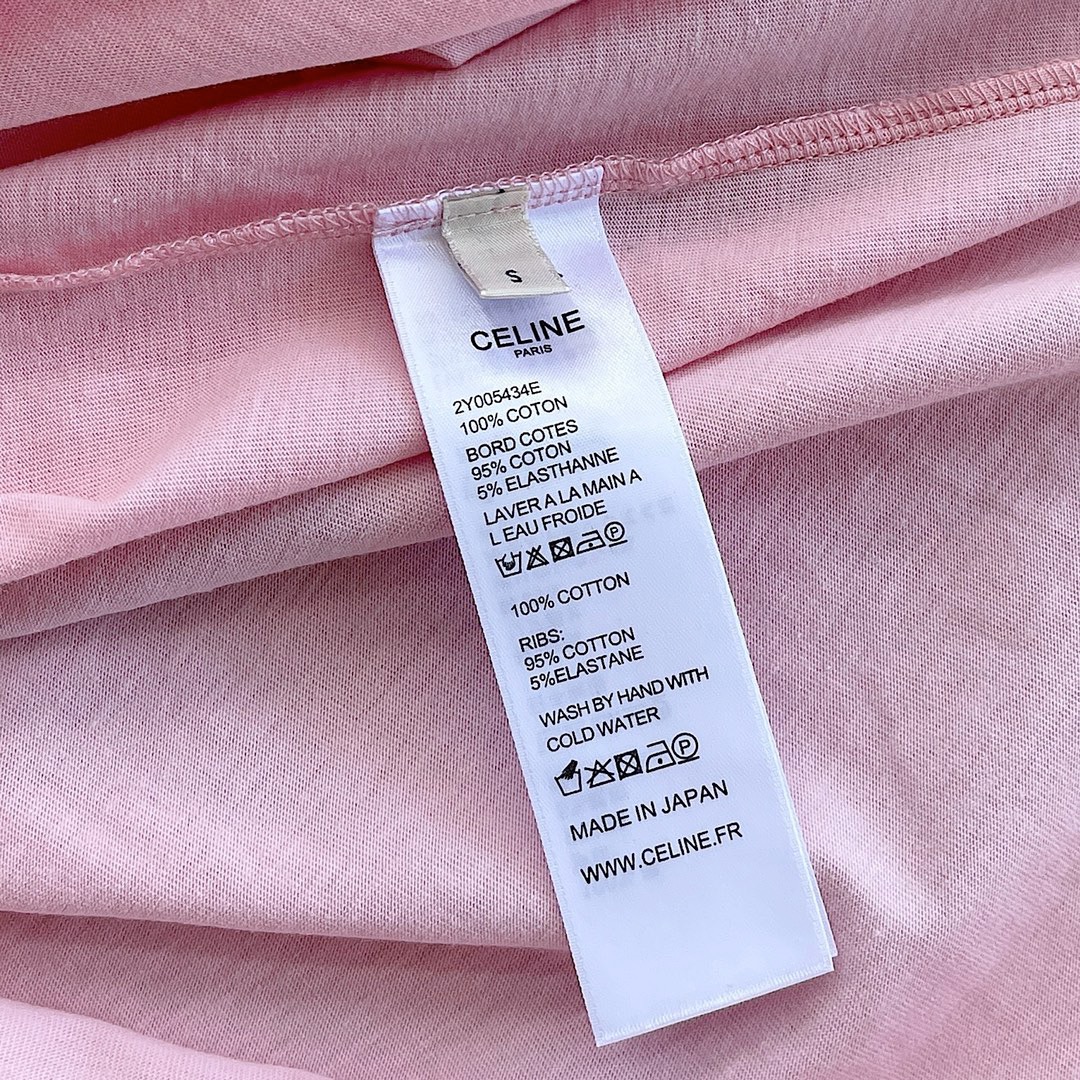 S
CELINE
PARIS
2Y005434E
100% COTON
BORD COTES
95% COTON
5% ELASTHANNE
LAVER A LA MAIN A
L EAU FROIDE
P
100% COTTON
RIBS:
95% COTTON
5%ELASTANE
WASH BY HAND WITH
COLD WATER
P
MADE IN JAPAN
WWW.CELINE.FR